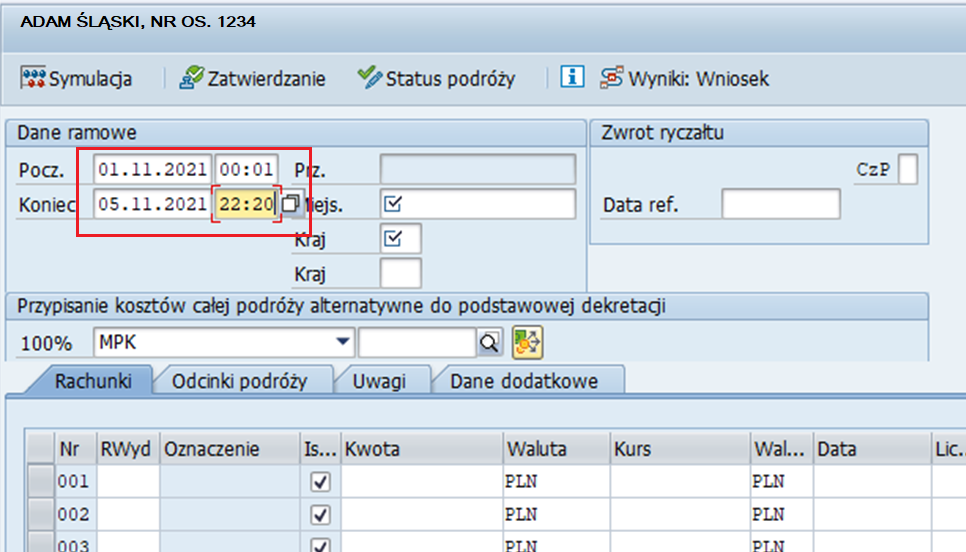 ADAM ŚLĄSKI, NR OS. 1234
Symulacja Zatwierdzanie Status podróży Wyniki: Wniosek
Dane ramowe Zwrot ryczałtu
Pocz. 01.11.2021 00:01 Prz. CzP
Koniec 05.11.2021 22:20 Miejs. Data ref.
Kraj
Kraj
Przypisanie kosztów całej podróży alternatywne do podstawowej dekretacji
100% MPK
Rachunki Odcinki podróży Uwagi Dane dodatkowe
Nr RWyd Oznaczenie Is... Kwota Waluta Kurs Wal... Data Lic...
001 PLN PLN
002 PLN PLN
003 PLN PLN